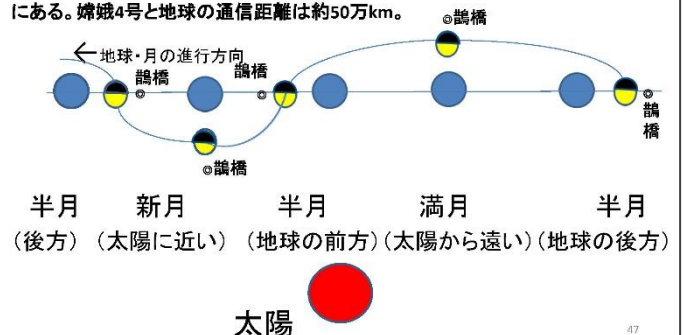 にある。嫦娥4号と地球の通信距離は約50万km。
◎鵲橋
←地球・月の進行方向
鵲橋
◎
鵲橋
◎
◎鵲橋
◎
鵲橋
半月 新月 半月 満月 半月
(後方) (太陽に近い) (地球の前方)(太陽から遠い)(地球の後方)
太陽
47